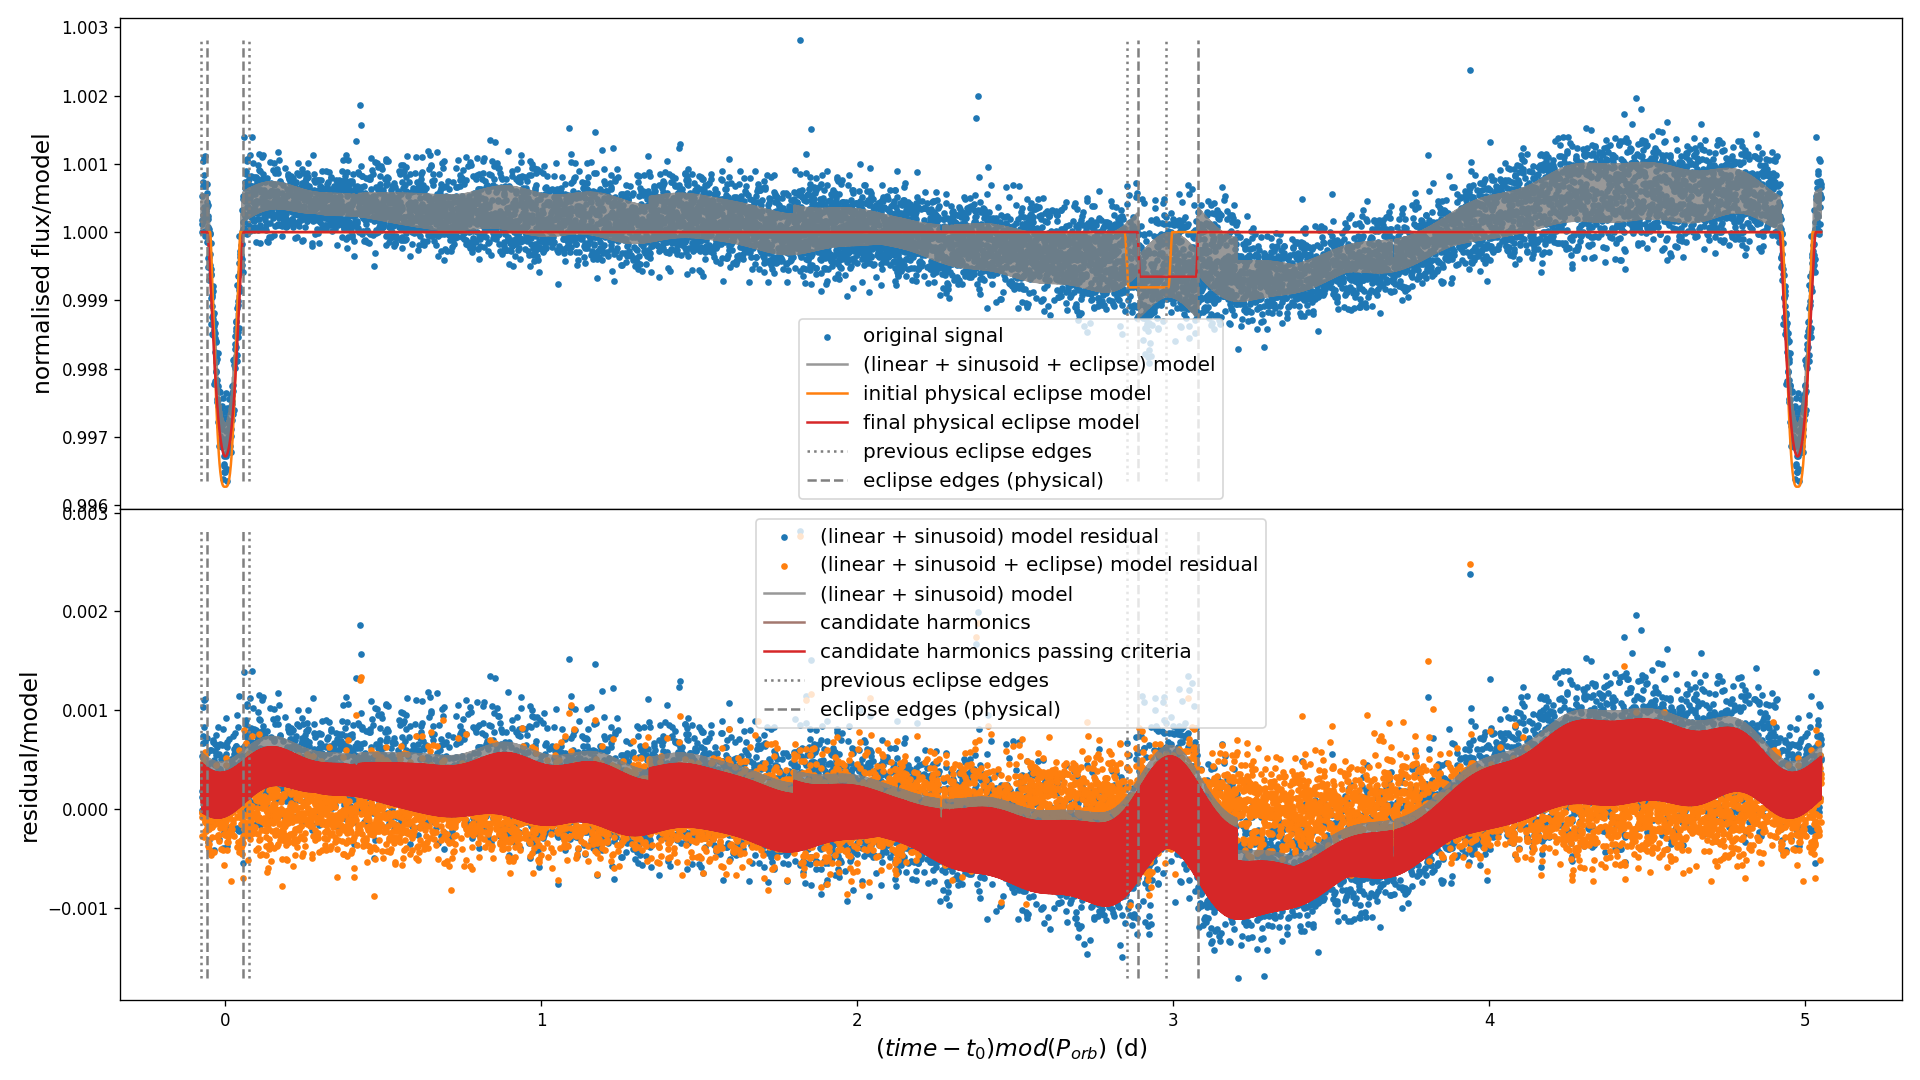 1.003
1.002
1.001
1.000
0.999
0.998
0.997
0.996
normalised flux/model
original signal
(linear + sinusoid + eclipse) model
initial physical eclipse model
final physical eclipse model
previous eclipse edges
eclipse edges (physical)
0.003
0.002
0.001
0.000
−0.001
residual/model
(linear + sinusoid) model residual
(linear + sinusoid + eclipse) model residual
(linear + sinusoid) model
candidate harmonics
candidate harmonics passing criteria
previous eclipse edges
eclipse edges (physical)
0 1 2 3 4 5
(time − t₀)mod(Pₒᵣb) (d)